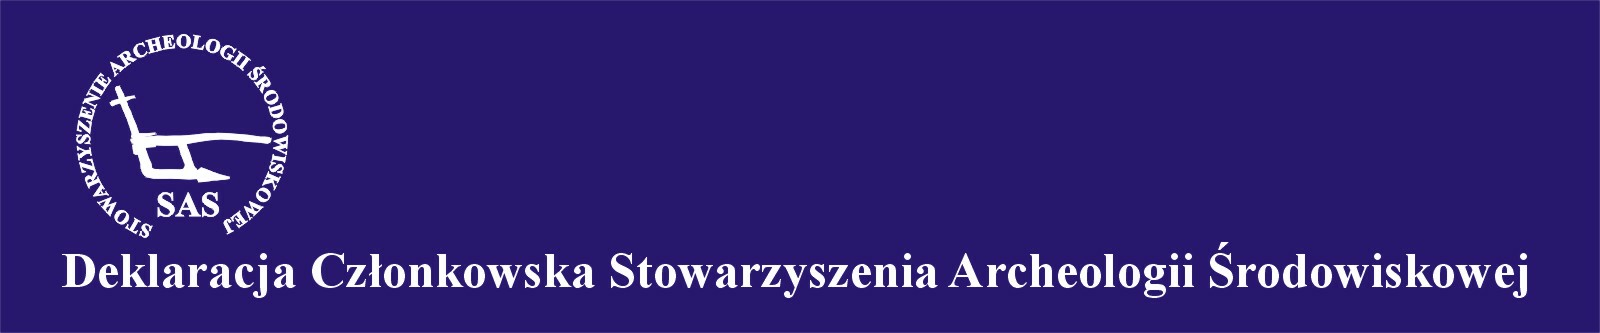 STOWARZYSZENIE ARCHEOLOGII ŚRODOWISKOWEJ
SAS
Deklaracja Członkowska Stowarzyszenia Archeologii Środowiskowej